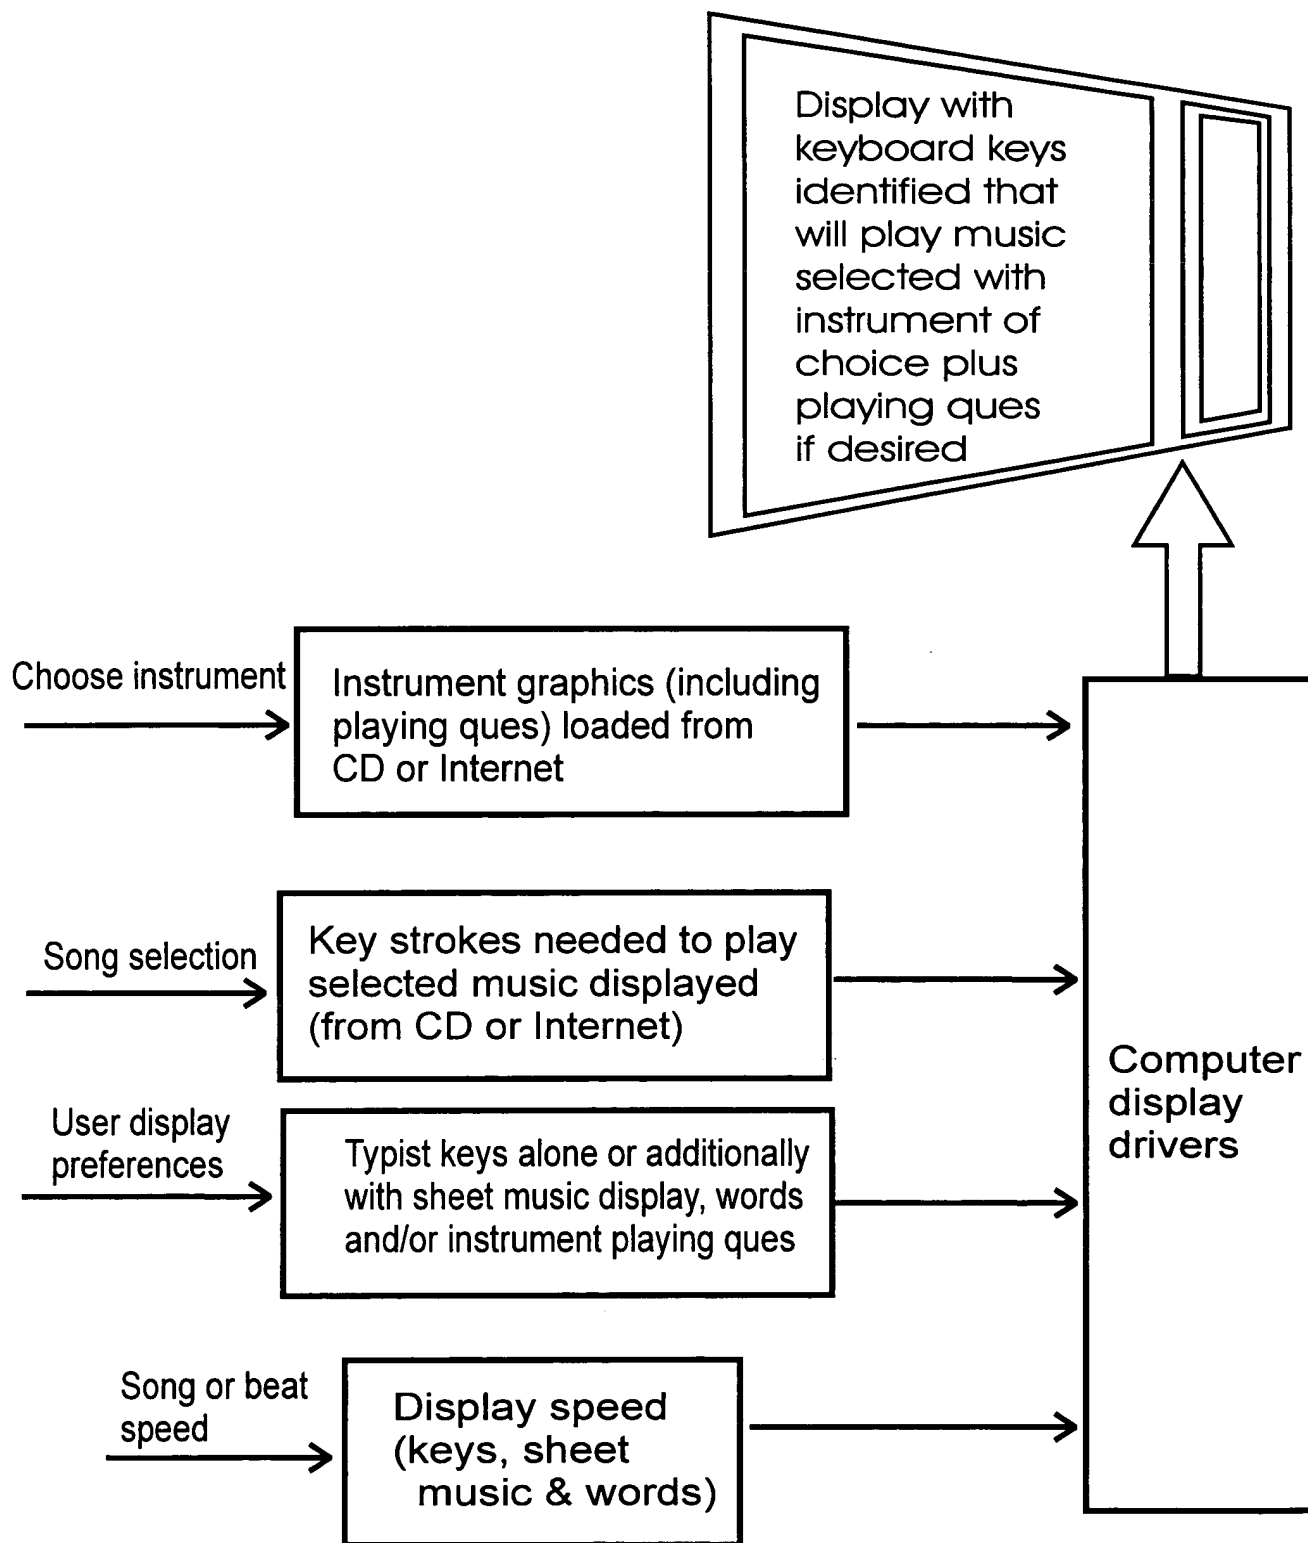 Display with
keyboard keys
identified that
will play music
selected with
instrument of
choice plus
playing ques
if desired
Choose instrument
Instrument graphics (including
playing ques) loaded from
CD or Internet
Song selection
Key strokes needed to play
selected music displayed
(from CD or Internet)
User display
preferences
Typist keys alone or additionally
with sheet music display, words
and/or instrument playing ques
Song or beat
speed
Display speed
(keys, sheet
music & words)
Computer
display
drivers